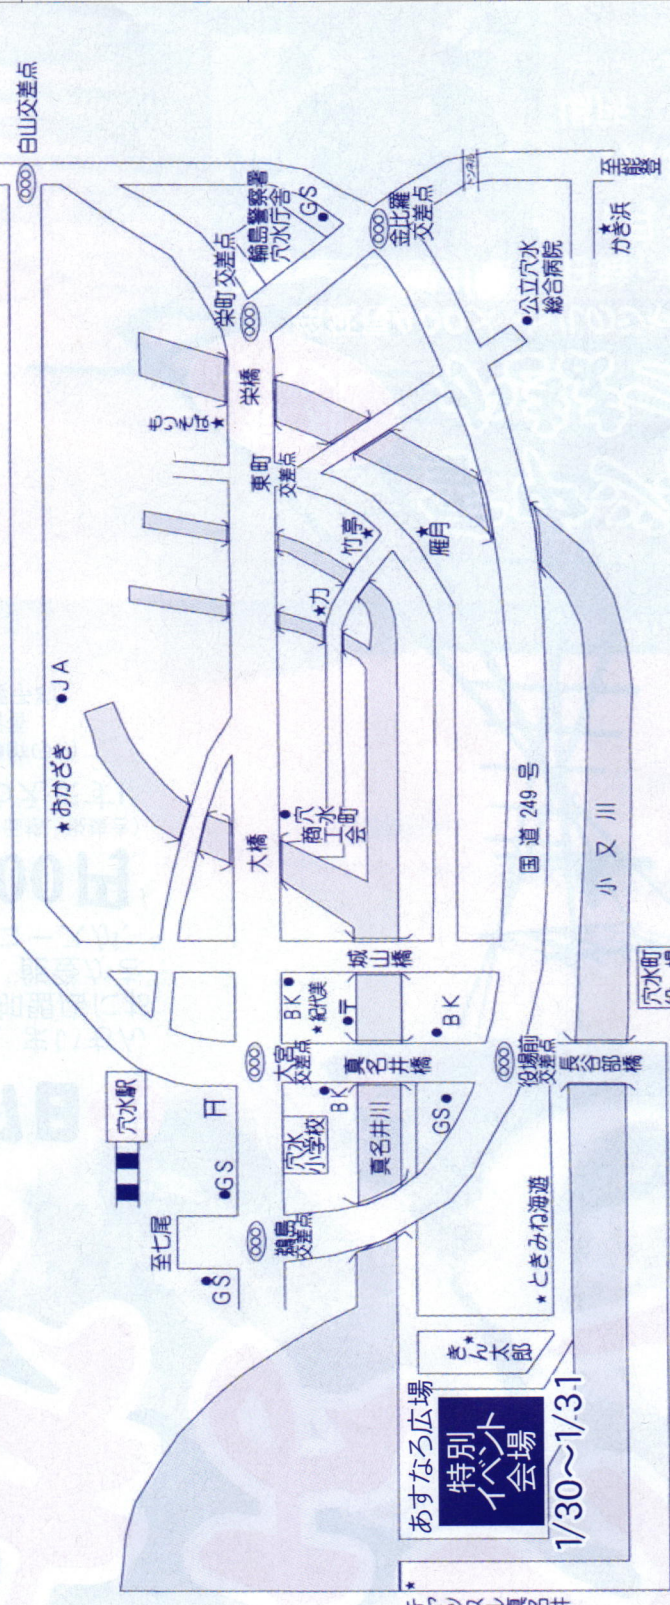 白山交差点
輪島警察署
穴水庁舎
GS
金比羅
交差点
トンネル
至能登
かき浜
公立穴水
総合病院
栄町交差点
栄橋
もりそば
東町
交差点
竹亭
雁月
力
JA
おかざき
大橋
穴水
商工町会
国道249号
小又川
城山橋
BK
紀代美
〒
BK
穴水町
大宮
交差点
真名井橋
役場前
交差点
長谷部橋
穴水駅
GS
BK
穴水
小学校
真名井川
GS
至七尾
GS
鵜島
交差点
ときみね海遊
きん太郎
あすなろ広場
特別
イベント
会場
1/30〜1/31